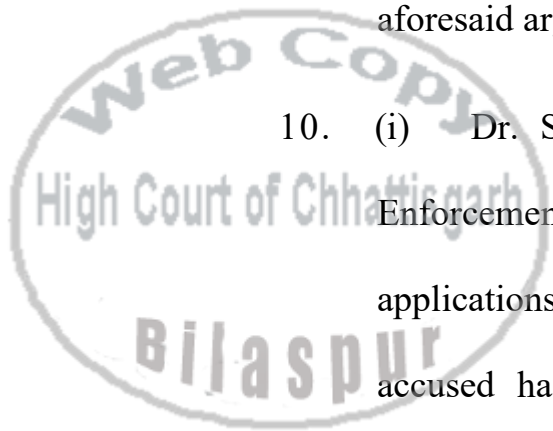 aforesaid ar
Web Copy
10. (i) Dr. S
High Court of Chhattisgarh
Enforcemen
applications
Bilaspur
accused ha